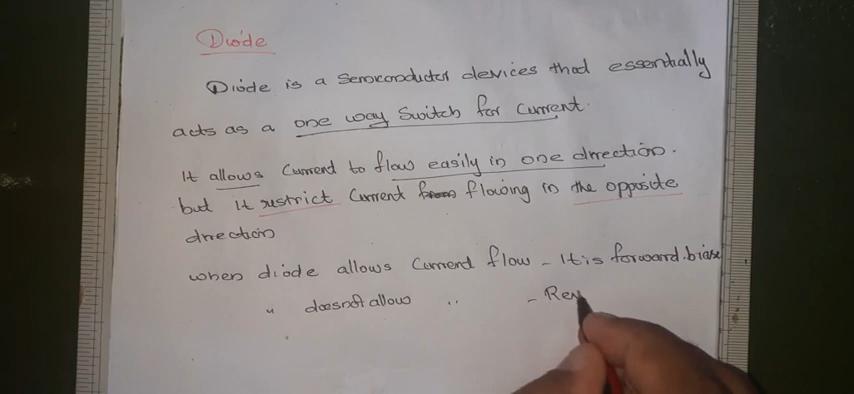 Diode
Diode is a Semiconductor devices that essentially
acts as a one way Switch for Current.
It allows Current to flow easily in one direction.
but it restrict Current from flowing in the opposite
direction
when diode allows Current flow - It is forward.biase
" doesnot allow " - Rev